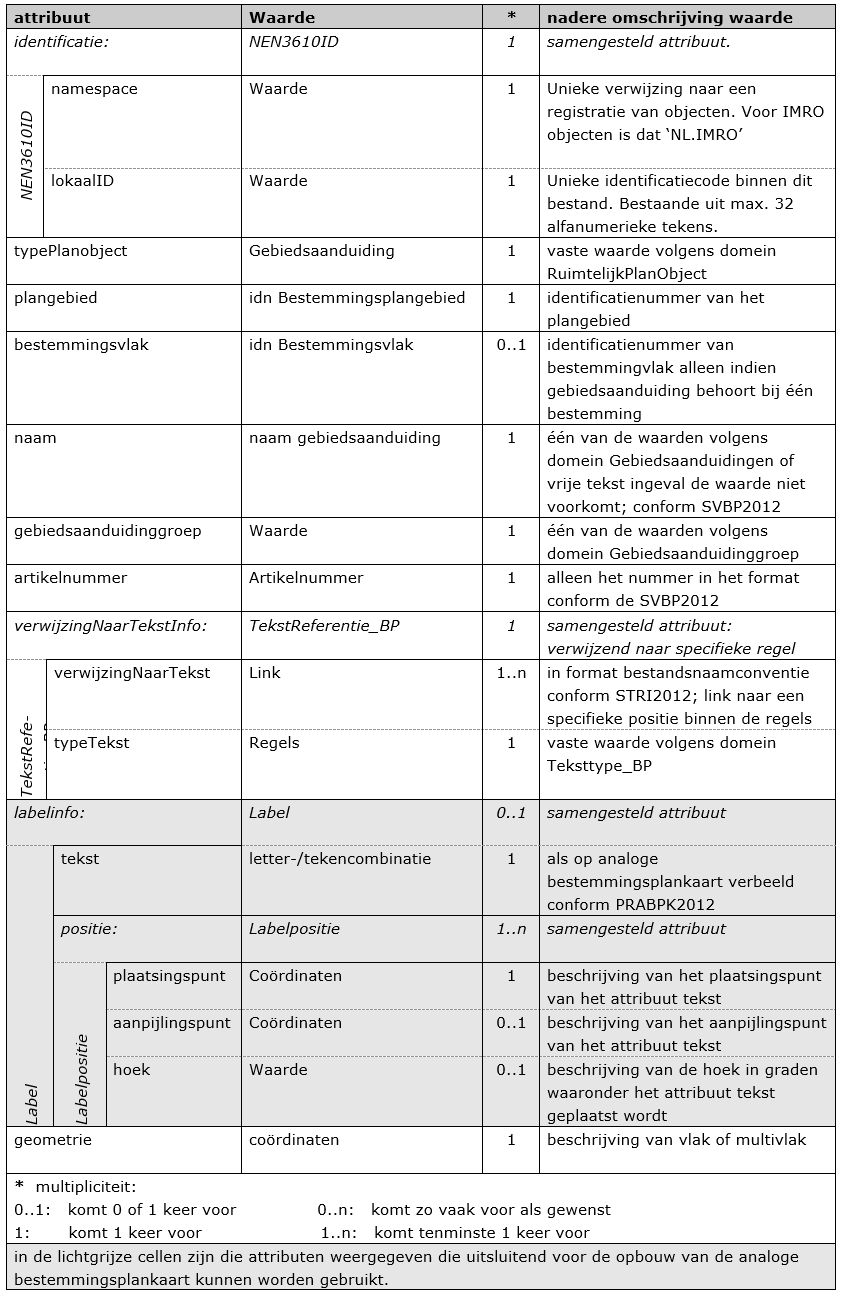 attribuut Waarde * nadere omschrijving waarde
identificatie: NEN3610ID 1 samengesteld attribuut.
NEN3610ID
namespace Waarde 1 Unieke verwijzing naar een
registratie van objecten. Voor IMRO
objecten is dat ‘NL.IMRO’
lokaalID Waarde 1 Unieke identificatiecode binnen dit
bestand. Bestaande uit max. 32
alfanumerieke tekens.
typePlanobject Gebiedsaanduiding 1 vaste waarde volgens domein
RuimtelijkPlanObject
plangebied idn Bestemmingsplangebied 1 identificatienummer van het
plangebied
bestemmingsvlak idn Bestemmingsvlak 0..1 identificatienummer van
bestemmingvlak alleen indien
gebiedsaanduiding behoort bij één
bestemming
naam naam gebiedsaanduiding 1 één van de waarden volgens
domein Gebiedsaanduidingen of
vrije tekst ingeval de waarde niet
voorkomt; conform SVBP2012
gebiedsaanduidinggroep Waarde 1 één van de waarden volgens
domein Gebiedsaanduidinggroep
artikelnummer Artikelnummer 1 alleen het nummer in het format
conform de SVBP2012
verwijzingNaarTekstInfo: TekstReferentie_BP 1 samengesteld attribuut:
verwijzend naar specifieke regel
TekstRefe-
verwijzingNaarTekst Link 1..n in format bestandsnaamconventie
conform STRI2012; link naar een
specifieke positie binnen de regels
typeTekst Regels 1 vaste waarde volgens domein
Teksttype_BP
labelinfo: Label 0..1 samengesteld attribuut
Label
tekst letter-/tekencombinatie 1 als op analoge
bestemmingsplankaart verbeeld
conform PRABPK2012
positie: Labelpositie 1..n samengesteld attribuut
Labelpositie
plaatsingspunt Coördinaten 1 beschrijving van het plaatsingspunt
van het attribuut tekst
aanpijlingspunt Coördinaten 0..1 beschrijving van het aanpijlingspunt
van het attribuut tekst
hoek Waarde 0..1 beschrijving van de hoek in graden
waaronder het attribuut tekst
geplaatst wordt
geometrie coördinaten 1 beschrijving van vlak of multivlak
* multipliciteit:
0..1: komt 0 of 1 keer voor 0..n: komt zo vaak voor als gewenst
1: komt 1 keer voor 1..n: komt tenminste 1 keer voor
in de lichtgrijze cellen zijn die attributen weergegeven die uitsluitend voor de opbouw van de analoge
bestemmingsplankaart kunnen worden gebruikt.